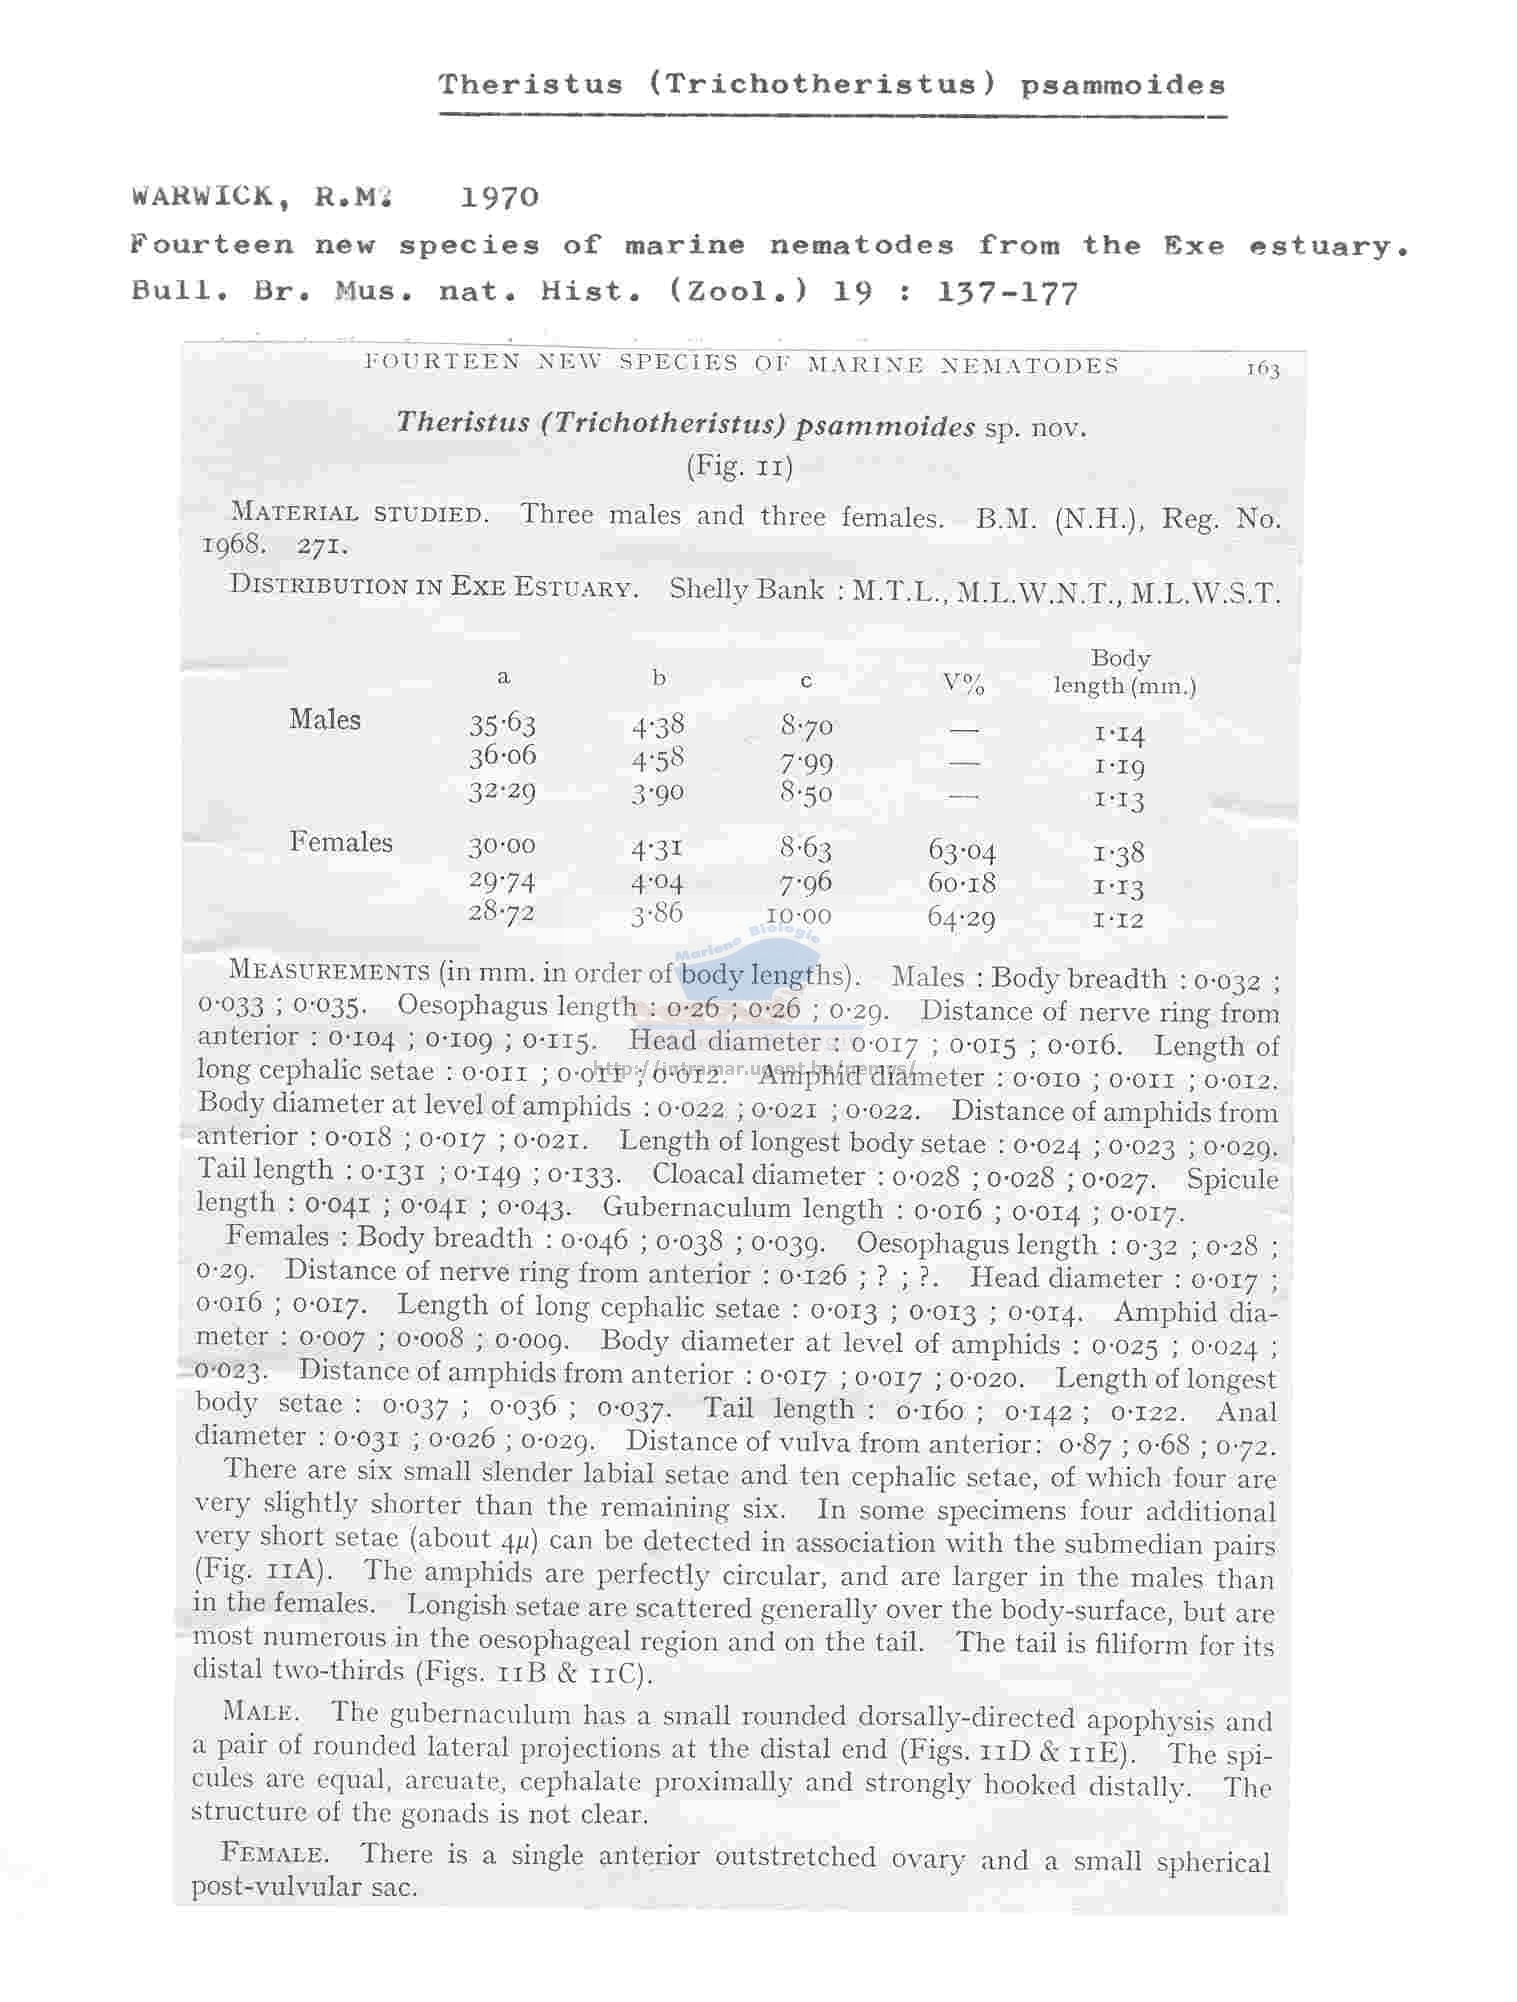 Theristus (Trichotheristus) psammoides
WARWICK, R.M. 1970
Fourteen new species of marine nematodes from the Exe estuary.
Bull. Br. Mus. nat. Hist. (Zool.) 19 : 137-177
FOURTEEN NEW SPECIES OF MARINE NEMATODES 163
Theristus (Trichotheristus) psammoides sp. nov.
(Fig. 11)
MATERIAL STUDIED. Three males and three females. B.M. (N.H.), Reg. No.
1968. 271.
DISTRIBUTION IN EXE ESTUARY. Shelly Bank : M.T.L., M.L.W.N.T., M.L.W.S.T.
a b c V% Body length (mm.)
Males 35·63 4·38 8·70 — 1·14
36·06 4·58 7·99 — 1·19
32·29 3·90 8·50 — 1·13
Females 30·00 4·31 8·63 63·04 1·38
29·74 4·04 7·96 60·18 1·13
28·72 3·86 10·00 64·29 1·12
Mariene Biologie
MEASUREMENTS (in mm. in order of body lengths). Males : Body breadth : 0·032 ;
0·033 ; 0·035. Oesophagus length : 0·26 ; 0·26 ; 0·29. Distance of nerve ring from
anterior : 0·104 ; 0·109 ; 0·115. Head diameter : 0·017 ; 0·015 ; 0·016. Length of
long cephalic setae : 0·011 ; 0·011 ; 0·012. Amphid diameter : 0·010 ; 0·011 ; 0·012.
http://intramar.ugent.be/nemys/
Body diameter at level of amphids : 0·022 ; 0·021 ; 0·022. Distance of amphids from
anterior : 0·018 ; 0·017 ; 0·021. Length of longest body setae : 0·024 ; 0·023 ; 0·029.
Tail length : 0·131 ; 0·149 ; 0·133. Cloacal diameter : 0·028 ; 0·028 ; 0·027. Spicule
length : 0·041 ; 0·041 ; 0·043. Gubernaculum length : 0·016 ; 0·014 ; 0·017.
Females : Body breadth : 0·046 ; 0·038 ; 0·039. Oesophagus length : 0·32 ; 0·28 ;
0·29. Distance of nerve ring from anterior : 0·126 ; ? ; ?. Head diameter : 0·017 ;
0·016 ; 0·017. Length of long cephalic setae : 0·013 ; 0·013 ; 0·014. Amphid dia-
meter : 0·007 ; 0·008 ; 0·009. Body diameter at level of amphids : 0·025 ; 0·024 ;
0·023. Distance of amphids from anterior : 0·017 ; 0·017 ; 0·020. Length of longest
body setae : 0·037 ; 0·036 ; 0·037. Tail length : 0·160 ; 0·142 ; 0·122. Anal
diameter : 0·031 ; 0·026 ; 0·029. Distance of vulva from anterior: 0·87 ; 0·68 ; 0·72.
There are six small slender labial setae and ten cephalic setae, of which four are
very slightly shorter than the remaining six. In some specimens four additional
very short setae (about 4μ) can be detected in association with the submedian pairs
(Fig. 11A). The amphids are perfectly circular, and are larger in the males than
in the females. Longish setae are scattered generally over the body-surface, but are
most numerous in the oesophageal region and on the tail. The tail is filiform for its
distal two-thirds (Figs. 11B & 11C).
MALE. The gubernaculum has a small rounded dorsally-directed apophysis and
a pair of rounded lateral projections at the distal end (Figs. 11D & 11E). The spi-
cules are equal, arcuate, cephalate proximally and strongly hooked distally. The
structure of the gonads is not clear.
FEMALE. There is a single anterior outstretched ovary and a small spherical
post-vulvular sac.